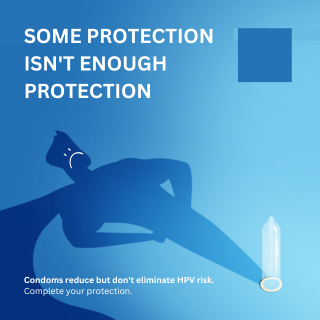 SOME PROTECTION
ISN'T ENOUGH
PROTECTION
Condoms reduce but don't eliminate HPV risk.
Complete your protection.